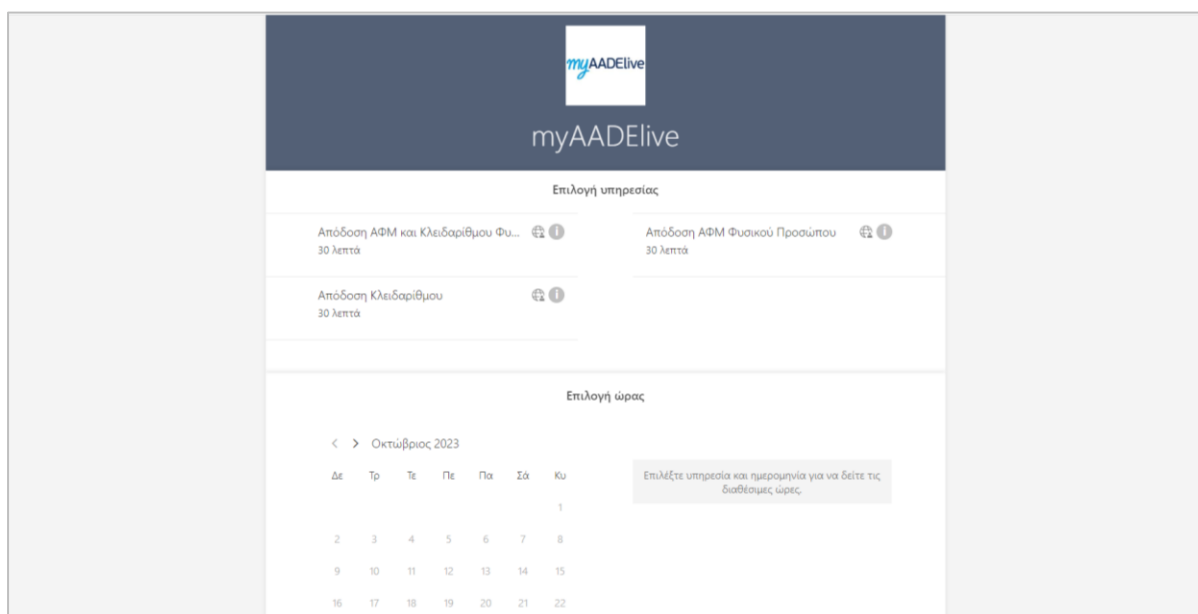 myAADElive
myAADElive
Επιλογή υπηρεσίας
Απόδοση ΑΦΜ και Κλειδαρίθμου Φυ...
30 λεπτά
Απόδοση ΑΦΜ Φυσικού Προσώπου
30 λεπτά
Απόδοση Κλειδαρίθμου
30 λεπτά
Επιλογή ώρας
Οκτώβριος 2023
Δε Τρ Τε Πε Πα Σά Κυ
1
2 3 4 5 6 7 8
9 10 11 12 13 14 15
16 17 18 19 20 21 22
Επιλέξτε υπηρεσία και ημερομηνία για να δείτε τις
διαθέσιμες ώρες.